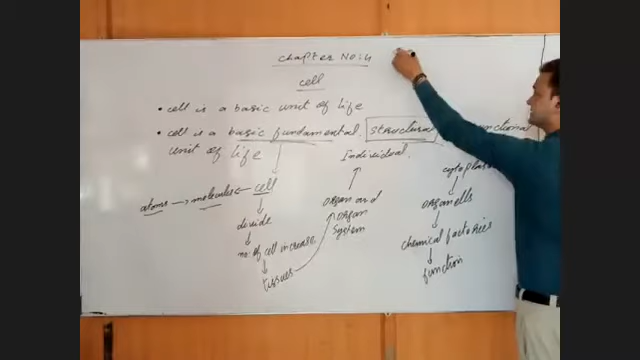 chapter No:4
cell
• cell is a basic unit of life
• cell is a basic fundamental, structural
unit of life
Individual.
cytoplas
atoms → molecules ← cell
organ and
organ
system
organells
divide
no: of cell increase
chemical factories
tissues
function